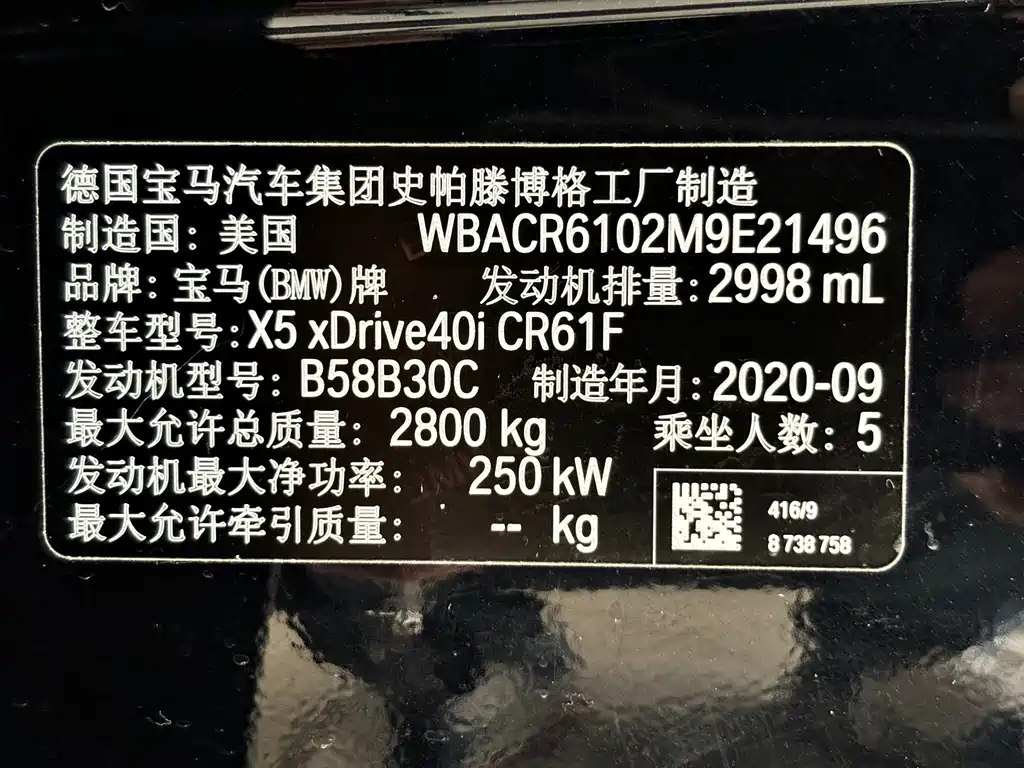 德国宝马汽车集团史帕滕博格工厂制造
制造国：美国 WBACR6102M9E21496
品牌：宝马(BMW)牌 发动机排量：2998 mL
整车型号：X5 xDrive40i CR61F
发动机型号：B58B30C 制造年月：2020-09
最大允许总质量：2800 kg 乘坐人数：5
发动机最大净功率：250 kW
最大允许牵引质量：-- kg
416/9
8 738 758